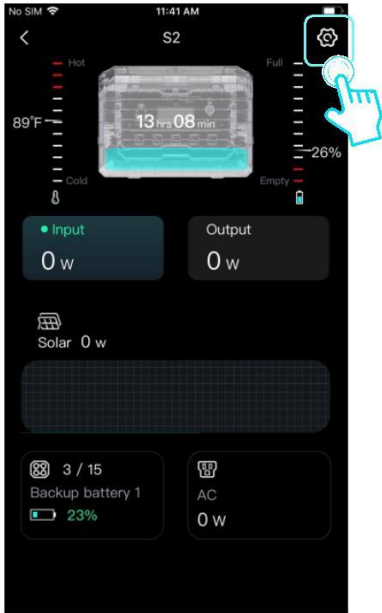 No SIM 11:41 AM
S2
Hot Full
89°F 13 hrs 08 min 26%
Cold Empty
Input Output
0 w 0 w
Solar 0 w
3 / 15
Backup battery 1 AC
23% 0 w